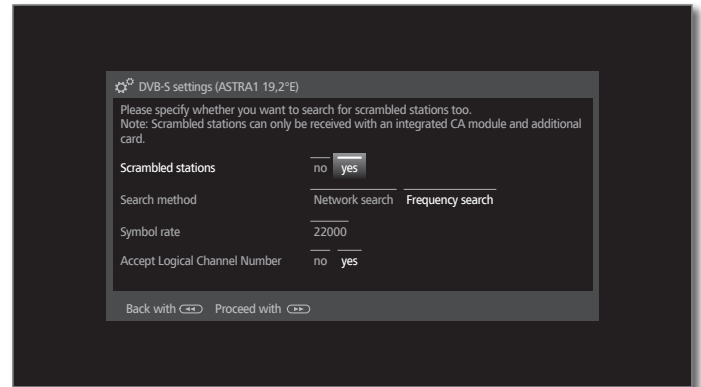 DVB-S settings (ASTRA1 19,2°E)
Please specify whether you want to search for scrambled stations too.
Note: Scrambled stations can only be received with an integrated CA module and additional
card.
Scrambled stations no yes
Search method Network search Frequency search
Symbol rate 22000
Accept Logical Channel Number no yes
Back with Proceed with